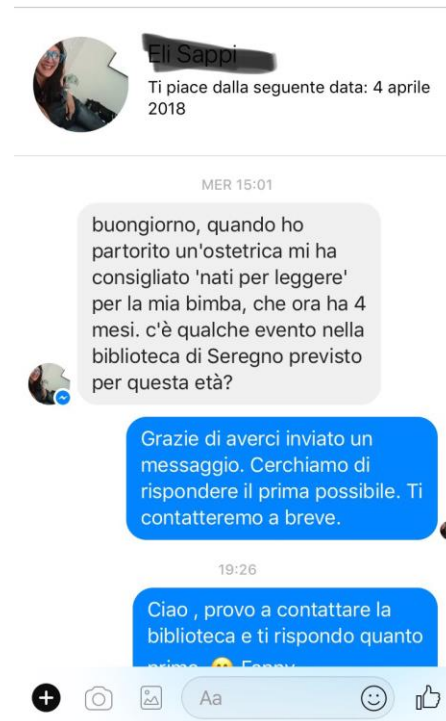 Eli Sappi
Ti piace dalla seguente data: 4 aprile
2018
MER 15:01
buongiorno, quando ho
partorito un'ostetrica mi ha
consigliato 'nati per leggere'
per la mia bimba, che ora ha 4
mesi. c'è qualche evento nella
biblioteca di Seregno previsto
per questa età?
Grazie di averci inviato un
messaggio. Cerchiamo di
rispondere il prima possibile. Ti
contatteremo a breve.
19:26
Ciao , provo a contattare la
biblioteca e ti rispondo quanto
prima 🙂 Fanny
Aa